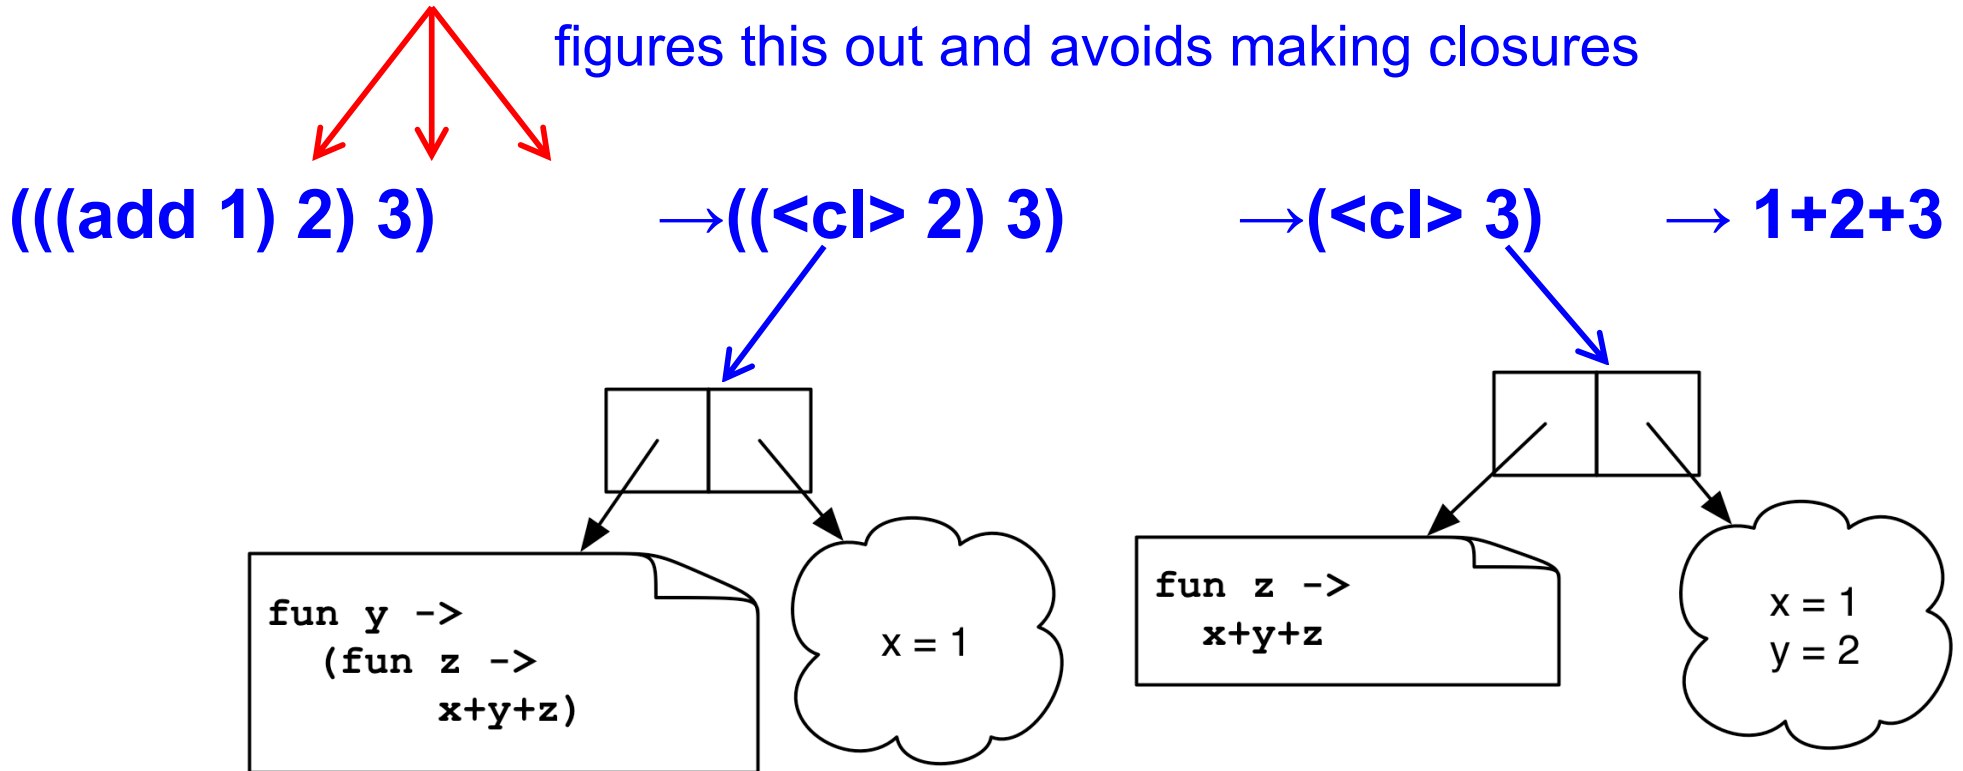 figures this out and avoids making closures
(((add 1) 2) 3) →((<cl> 2) 3) →(<cl> 3) → 1+2+3
fun y ->
(fun z ->
x+y+z)
x = 1
fun z ->
x+y+z
x = 1
y = 2